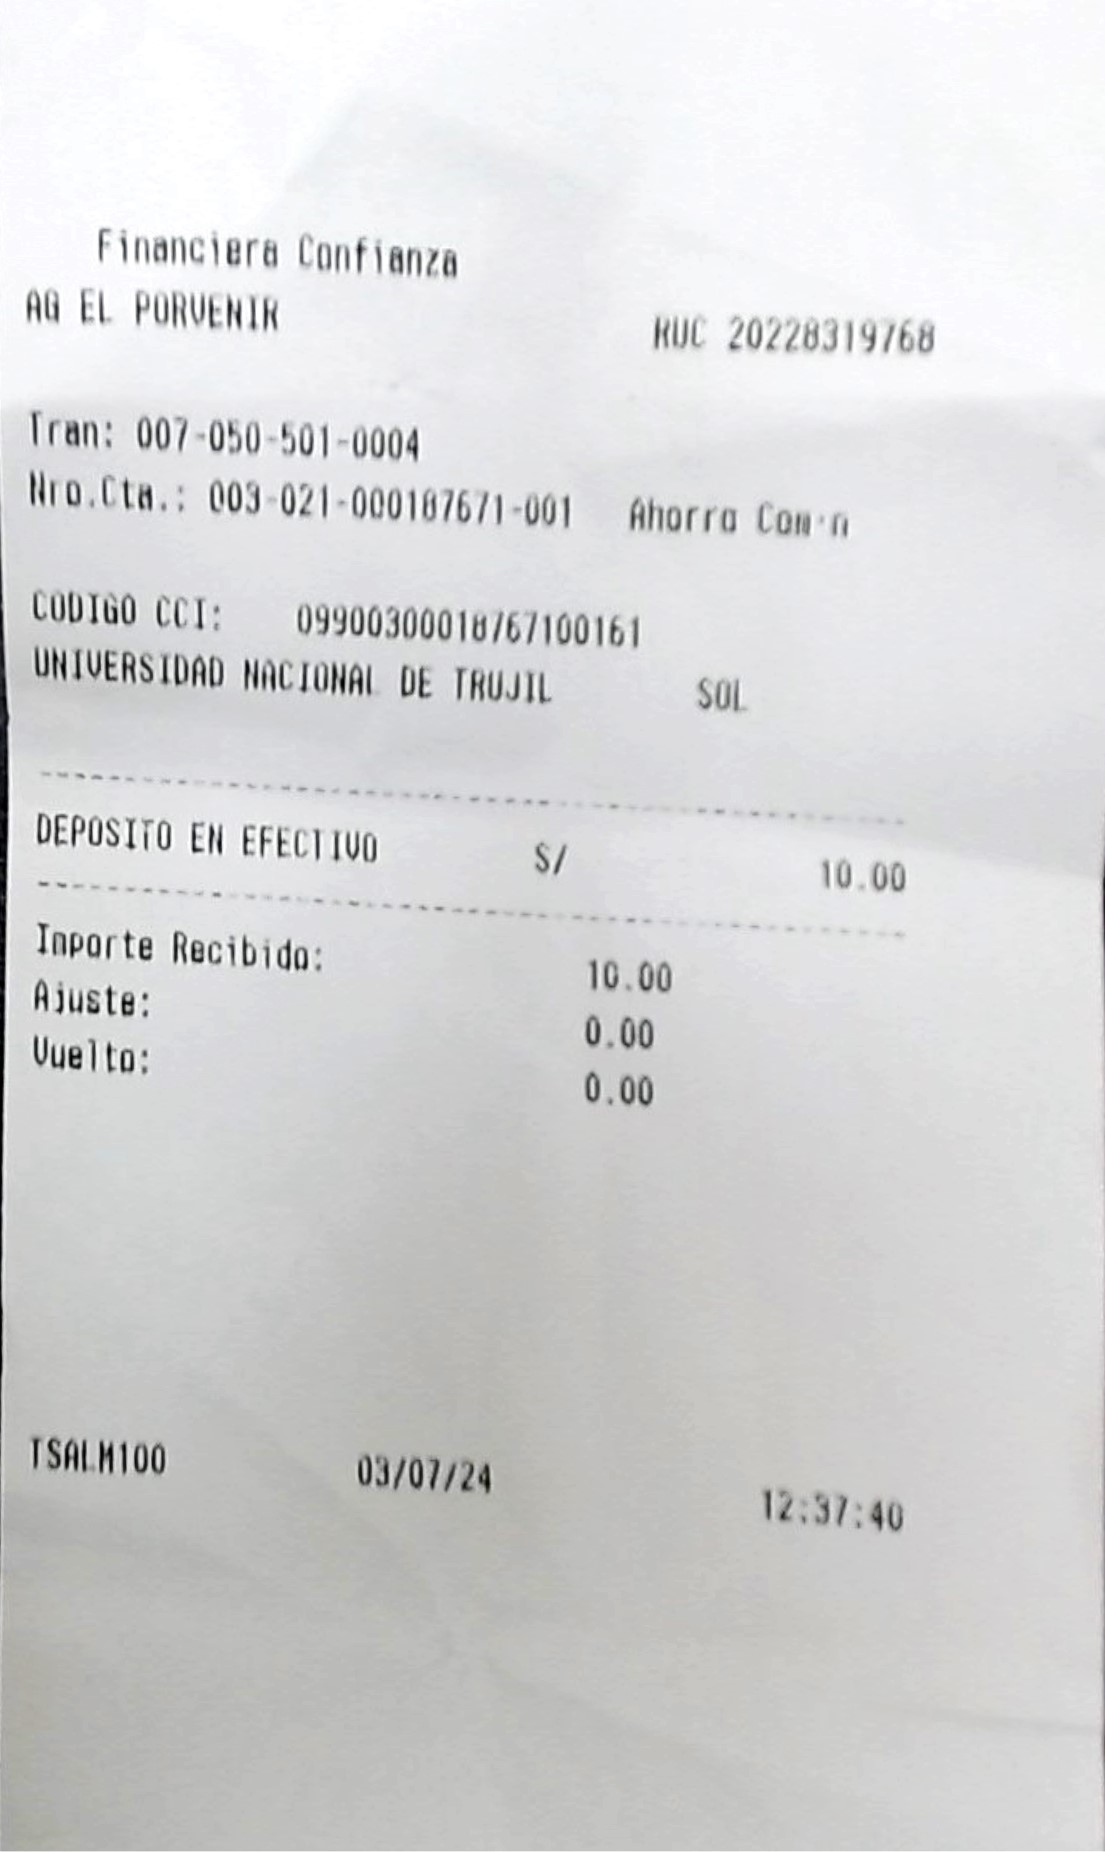 Financiera Confianza
AG EL PORVENIR RUC 20228319768
Tran: 007-050-501-0004
Nro.Cta.: 003-021-000187671-001 Ahorro Com·n
CODIGO CCI: 09900300018767100161
UNIVERSIDAD NACIONAL DE TRUJIL SOL
--------------------------------
DEPOSITO EN EFECTIVO S/ 10.00
--------------------------------
Importe Recibido: 10.00
Ajuste: 0.00
Vuelto: 0.00
TSALM100 03/07/24 12:37:40